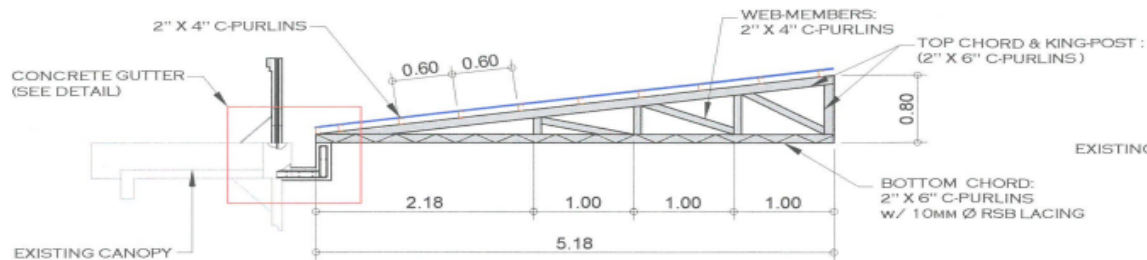 2" X 4" C-PURLINS
WEB-MEMBERS:
2" X 4" C-PURLINS
TOP CHORD & KING-POST :
(2" X 6" C-PURLINS )
CONCRETE GUTTER
(SEE DETAIL)
0.60
0.60
0.80
EXISTING
BOTTOM CHORD:
2" X 6" C-PURLINS
w/ 10MM Ø RSB LACING
2.18
1.00
1.00
1.00
5.18
EXISTING CANOPY